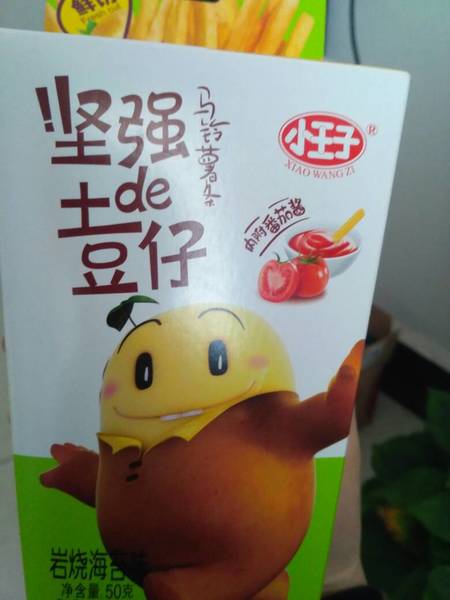 鲜切
坚强
de
土豆仔
马铃薯条
小王子®
XIAO WANG ZI
内附番茄酱
岩烧海苔味
净含量 50克